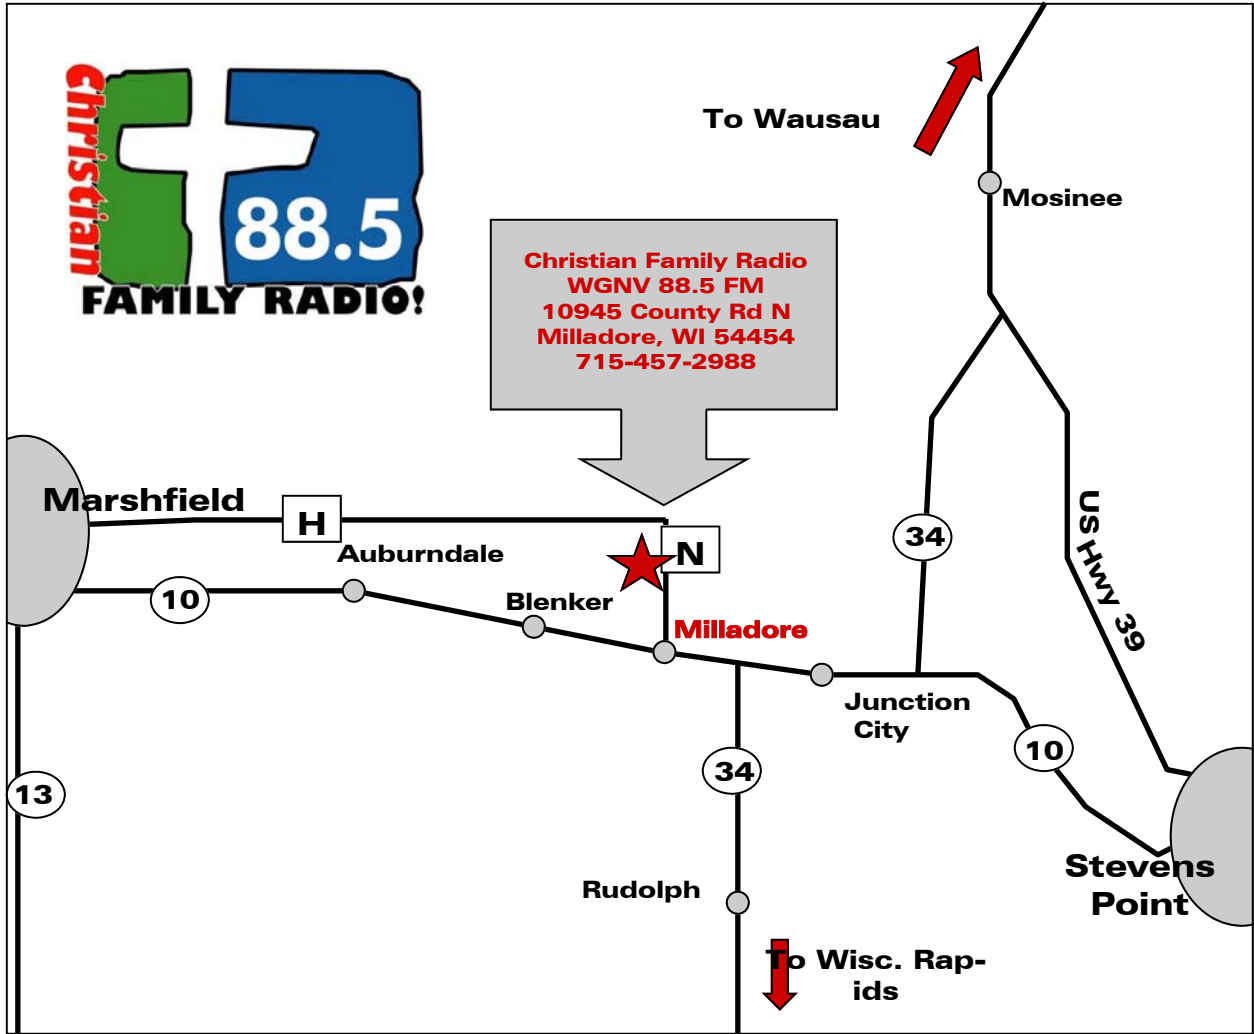 Christian
88.5
FAMILY RADIO!
To Wausau
Mosinee
Christian Family Radio
WGNV 88.5 FM
10945 County Rd N
Milladore, WI 54454
715-457-2988
Marshfield
H
N
34
US Hwy 39
Auburndale
10
Blenker
Milladore
Junction
City
10
34
13
Stevens
Point
Rudolph
To Wisc. Rap-
ids